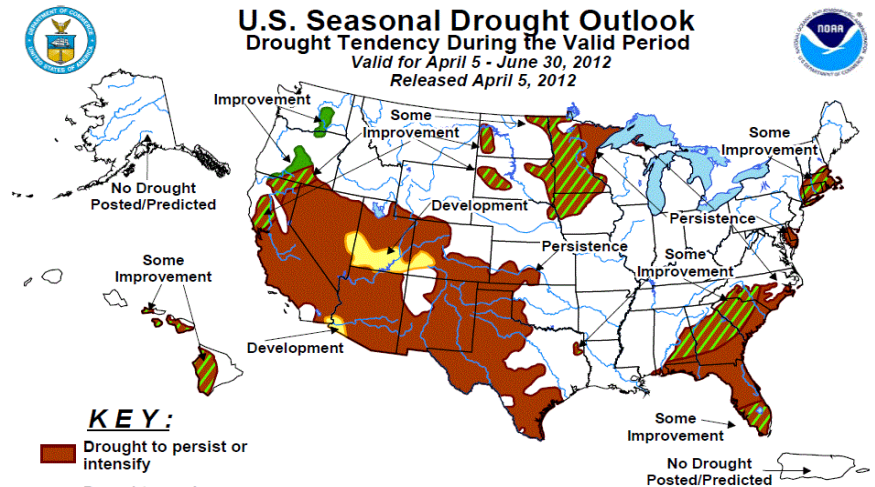 U.S. Seasonal Drought Outlook
Drought Tendency During the Valid Period
Valid for April 5 - June 30, 2012
Released April 5, 2012
NOAA
Improvement
Some
Improvement
Some
Improvement
No Drought
Posted/Predicted
Development
Persistence
Persistence
Some
Improvement
Some
Improvement
Development
Some
Improvement
No Drought
Posted/Predicted
KEY:
Drought to persist or
intensify